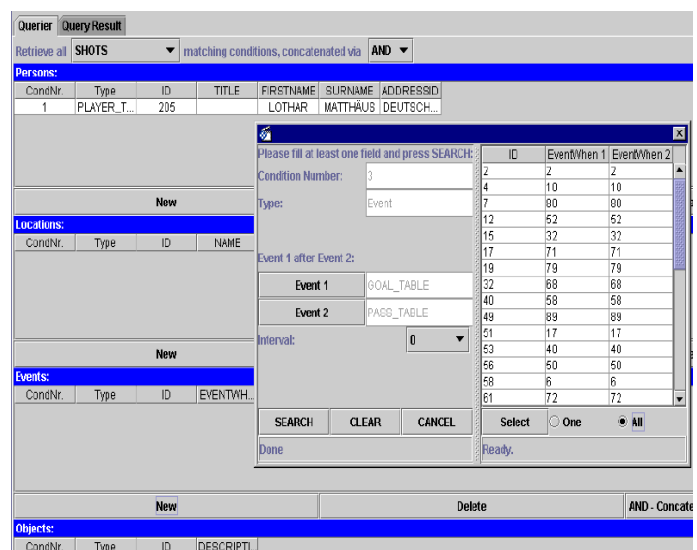 Querier Query Result
Retrieve all SHOTS matching conditions, concatenated via AND
Persons:
CondNr. Type ID TITLE FIRSTNAME SURNAME ADDRESSID
1 PLAYER_T... 205 LOTHAR MATTHÄUS DEUTSCH...
New
Locations:
CondNr. Type ID NAME
New
Events:
CondNr. Type ID EVENTWH...
New Delete AND - Concate
Objects:
CondNr. Type ID DESCRIPTI...
Please fill at least one field and press SEARCH:
Condition Number: 3
Type: Event
Event 1 after Event 2:
Event 1 GOAL_TABLE
Event 2 PASS_TABLE
Interval: 0
SEARCH CLEAR CANCEL
Done
ID EventWhen 1 EventWhen 2
2 2 2
4 10 10
7 80 80
12 52 52
15 32 32
17 71 71
19 79 79
32 68 68
40 58 58
49 89 89
51 17 17
53 40 40
56 50 50
58 6 6
61 72 72
Select One All
Ready.